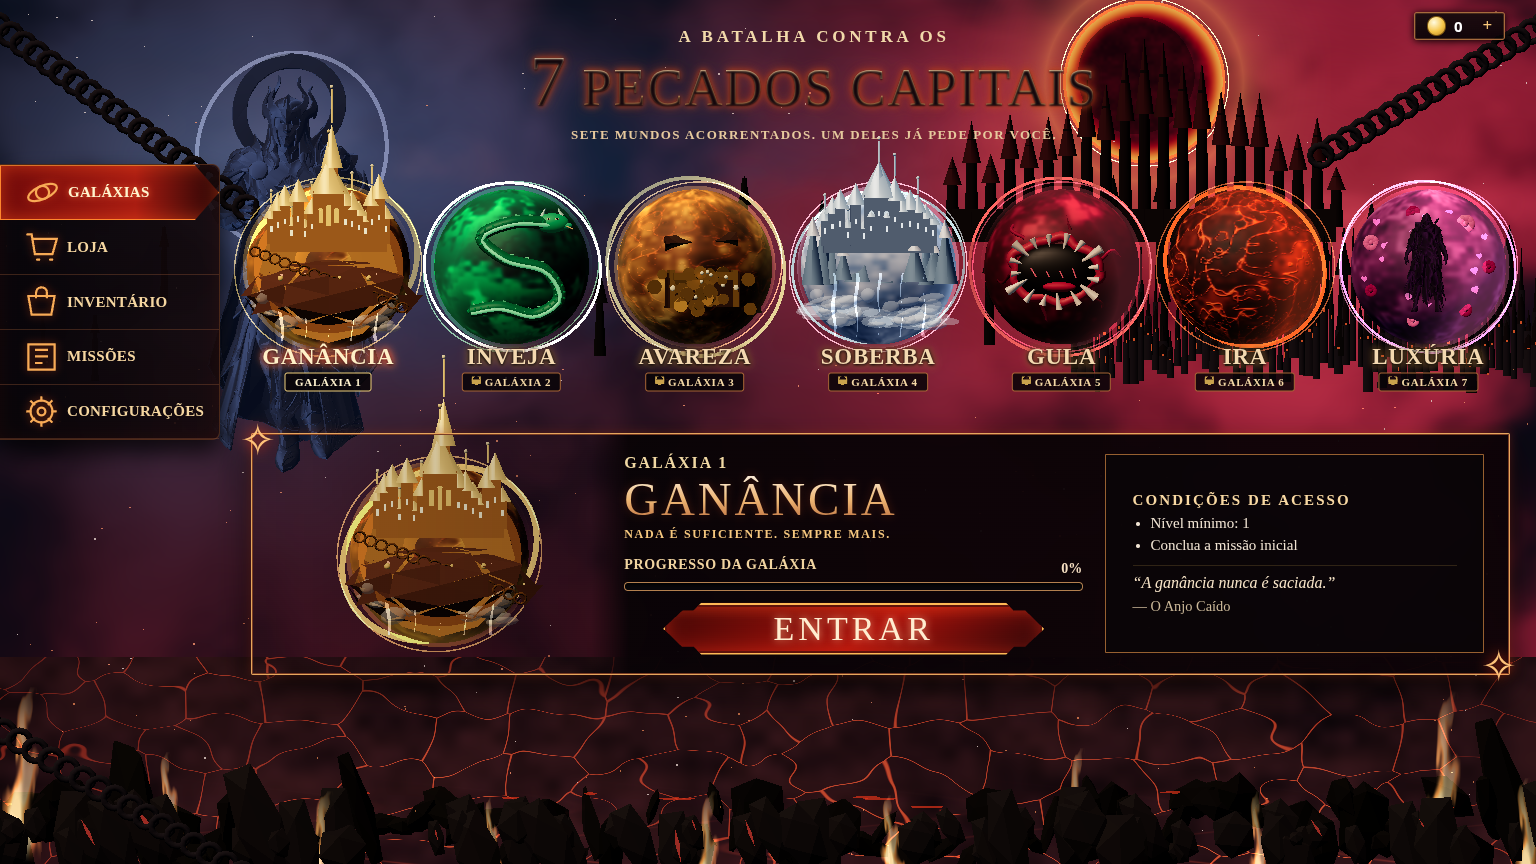 A BATALHA CONTRA OS
0 +
7 PECADOS CAPITAIS
SETE MUNDOS ACORRENTADOS. UM DELES JÁ PEDE POR VOCÊ.
GALÁXIAS
LOJA
INVENTÁRIO
MISSÕES
CONFIGURAÇÕES
GANÂNCIA
GALÁXIA 1
INVEJA
GALÁXIA 2
AVAREZA
GALÁXIA 3
SOBERBA
GALÁXIA 4
GULA
GALÁXIA 5
IRA
GALÁXIA 6
LUXÚRIA
GALÁXIA 7
GALÁXIA 1
GANÂNCIA
NADA É SUFICIENTE. SEMPRE MAIS.
PROGRESSO DA GALÁXIA 0%
ENTRAR
CONDIÇÕES DE ACESSO
• Nível mínimo: 1
• Conclua a missão inicial
“A ganância nunca é saciada.”
— O Anjo Caído